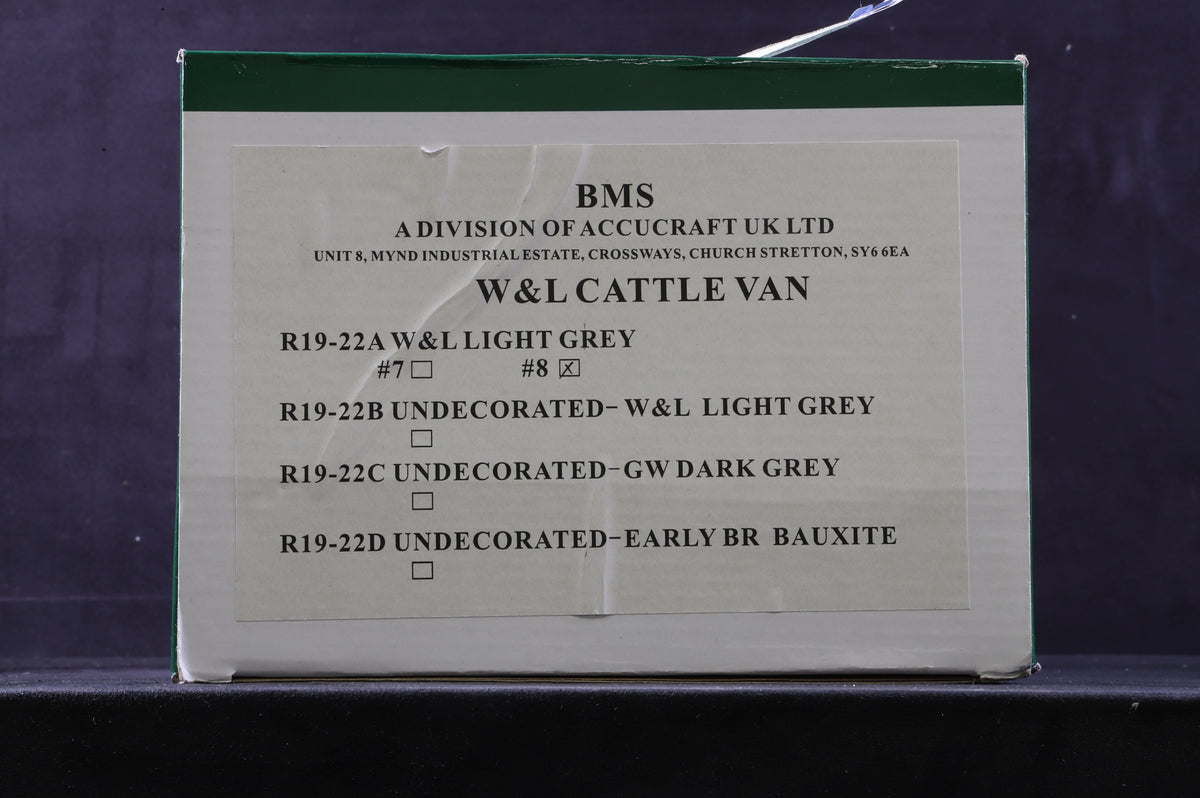 BMS
A DIVISION OF ACCUCRAFT UK LTD
UNIT 8, MYND INDUSTRIAL ESTATE, CROSSWAYS, CHURCH STRETTON, SY6 6EA
W&L CATTLE VAN
R19-22A W&L LIGHT GREY
#7 ☐ #8 ☒
R19-22B UNDECORATED- W&L LIGHT GREY
☐
R19-22C UNDECORATED-GW DARK GREY
☐
R19-22D UNDECORATED-EARLY BR BAUXITE
☐